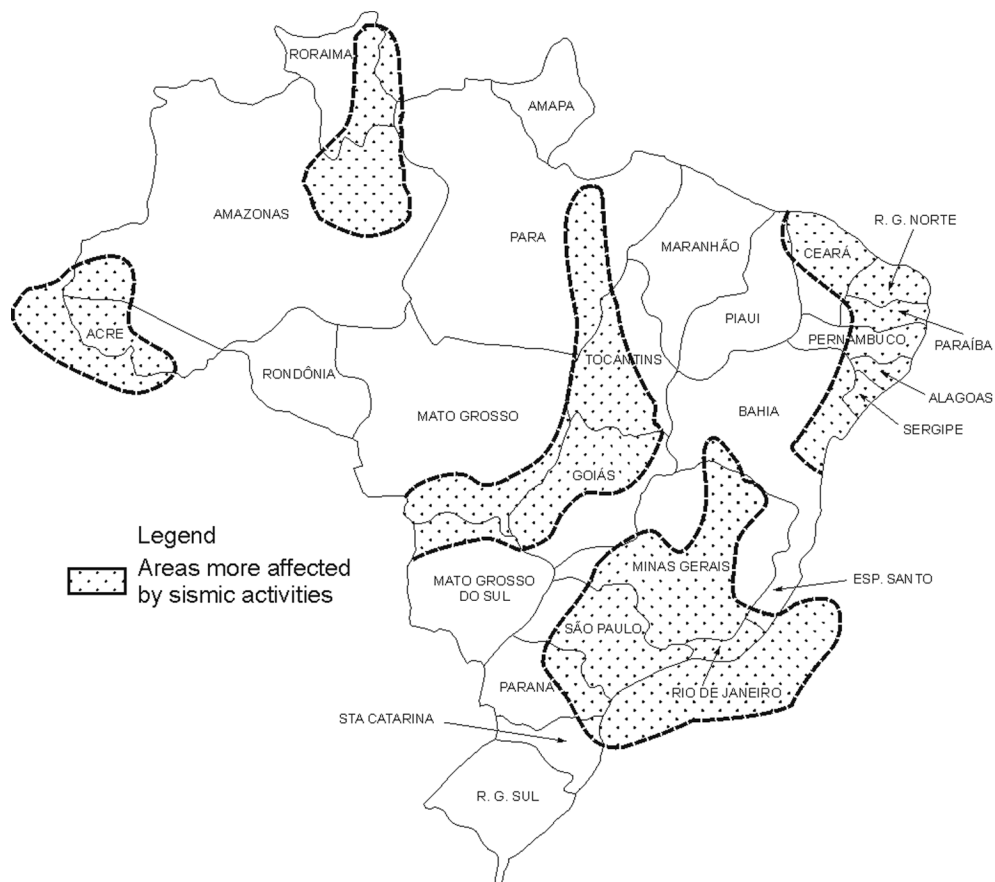 RORAIMA
AMAPA
AMAZONAS
PARA
MARANHÃO
CEARÁ
R. G. NORTE
PIAUI
PERNAMBUCO
PARAÍBA
ACRE
RONDÔNIA
TOCANTINS
ALAGOAS
MATO GROSSO
BAHIA
SERGIPE
GOIÁS
Legend
Areas more affected
by sismic activities
MATO GROSSO
DO SUL
MINAS GERAIS
ESP. SANTO
SÃO PAULO
PARANA
RIO DE JANEIRO
STA CATARINA
R. G. SUL